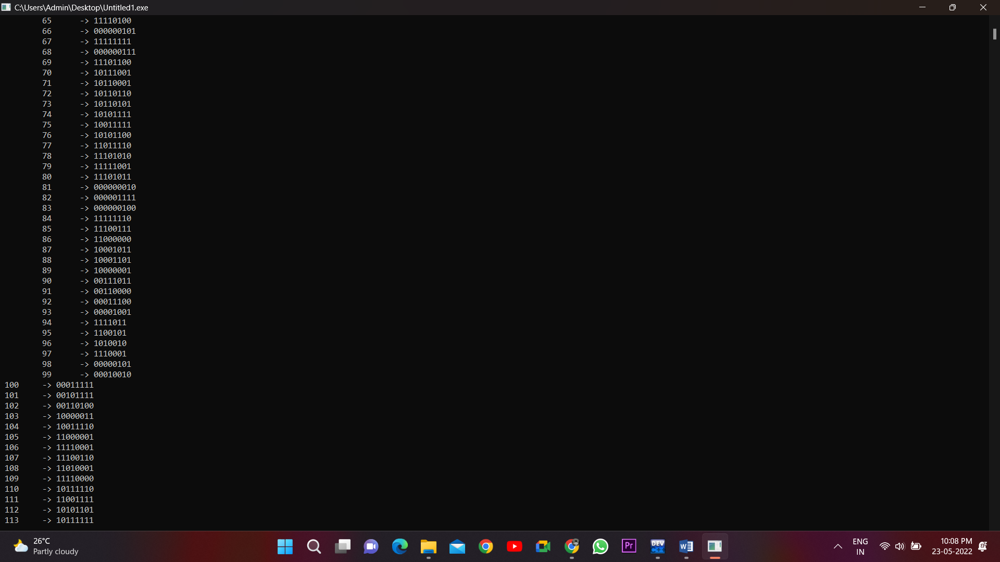 C:\Users\Admin\Desktop\Untitled1.exe
65 -> 11110100
66 -> 000000101
67 -> 11111111
68 -> 000000111
69 -> 11101100
70 -> 10111001
71 -> 10110001
72 -> 10110110
73 -> 10110101
74 -> 10101111
75 -> 10011111
76 -> 10101100
77 -> 11011110
78 -> 11101010
79 -> 11111001
80 -> 11101011
81 -> 000000010
82 -> 000001111
83 -> 000000100
84 -> 11111110
85 -> 11100111
86 -> 11000000
87 -> 10001011
88 -> 10001101
89 -> 10000001
90 -> 00111011
91 -> 00110000
92 -> 00011100
93 -> 00001001
94 -> 1111011
95 -> 1100101
96 -> 1010010
97 -> 1110001
98 -> 00000101
99 -> 00010010
100 -> 00011111
101 -> 00101111
102 -> 00110100
103 -> 10000011
104 -> 10011110
105 -> 11000001
106 -> 11110001
107 -> 11100110
108 -> 11010001
109 -> 11110000
110 -> 10111110
111 -> 11001111
112 -> 10101101
113 -> 10111111
26°C
Partly cloudy
Pr
DEV
C++
W
ENG
IN
10:08 PM
23-05-2022